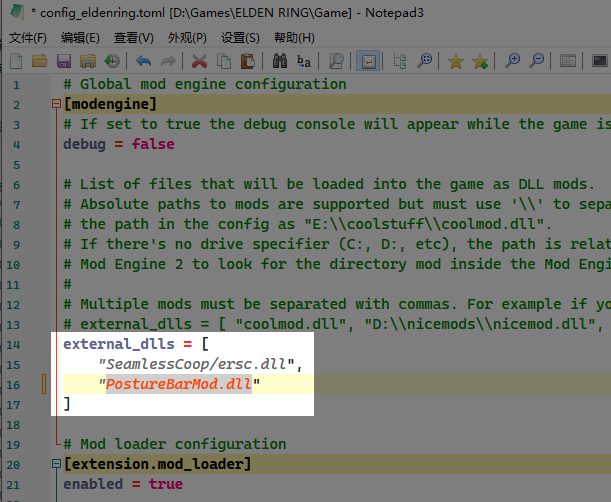 * config_eldenring.toml [D:\Games\ELDEN RING\Game] - Notepad3
文件(F) 编辑(E) 查看(V) 外观(P) 设置(S) 帮助(H)
1 # Global mod engine configuration
2 [modengine]
3 # If set to true the debug console will appear while the game is
4 debug = false
5
6 # List of files that will be loaded into the game as DLL mods.
7 # Absolute paths to mods are supported but must use '\\' to sepa
8 # the path in the config as "E:\\coolstuff\\coolmod.dll".
9 # If there's no drive specifier (C:, D:, etc), the path is relat
10 # Mod Engine 2 to look for the directory mod inside the Mod Engi
11 #
12 # Multiple mods must be separated with commas. For example if yo
13 # external_dlls = [ "coolmod.dll", "D:\\nicemods\\nicemod.dll",
14 external_dlls = [
15 "SeamlessCoop/ersc.dll",
16 "PostureBarMod.dll"
17 ]
18
19 # Mod loader configuration
20 [extension.mod_loader]
21 enabled = true